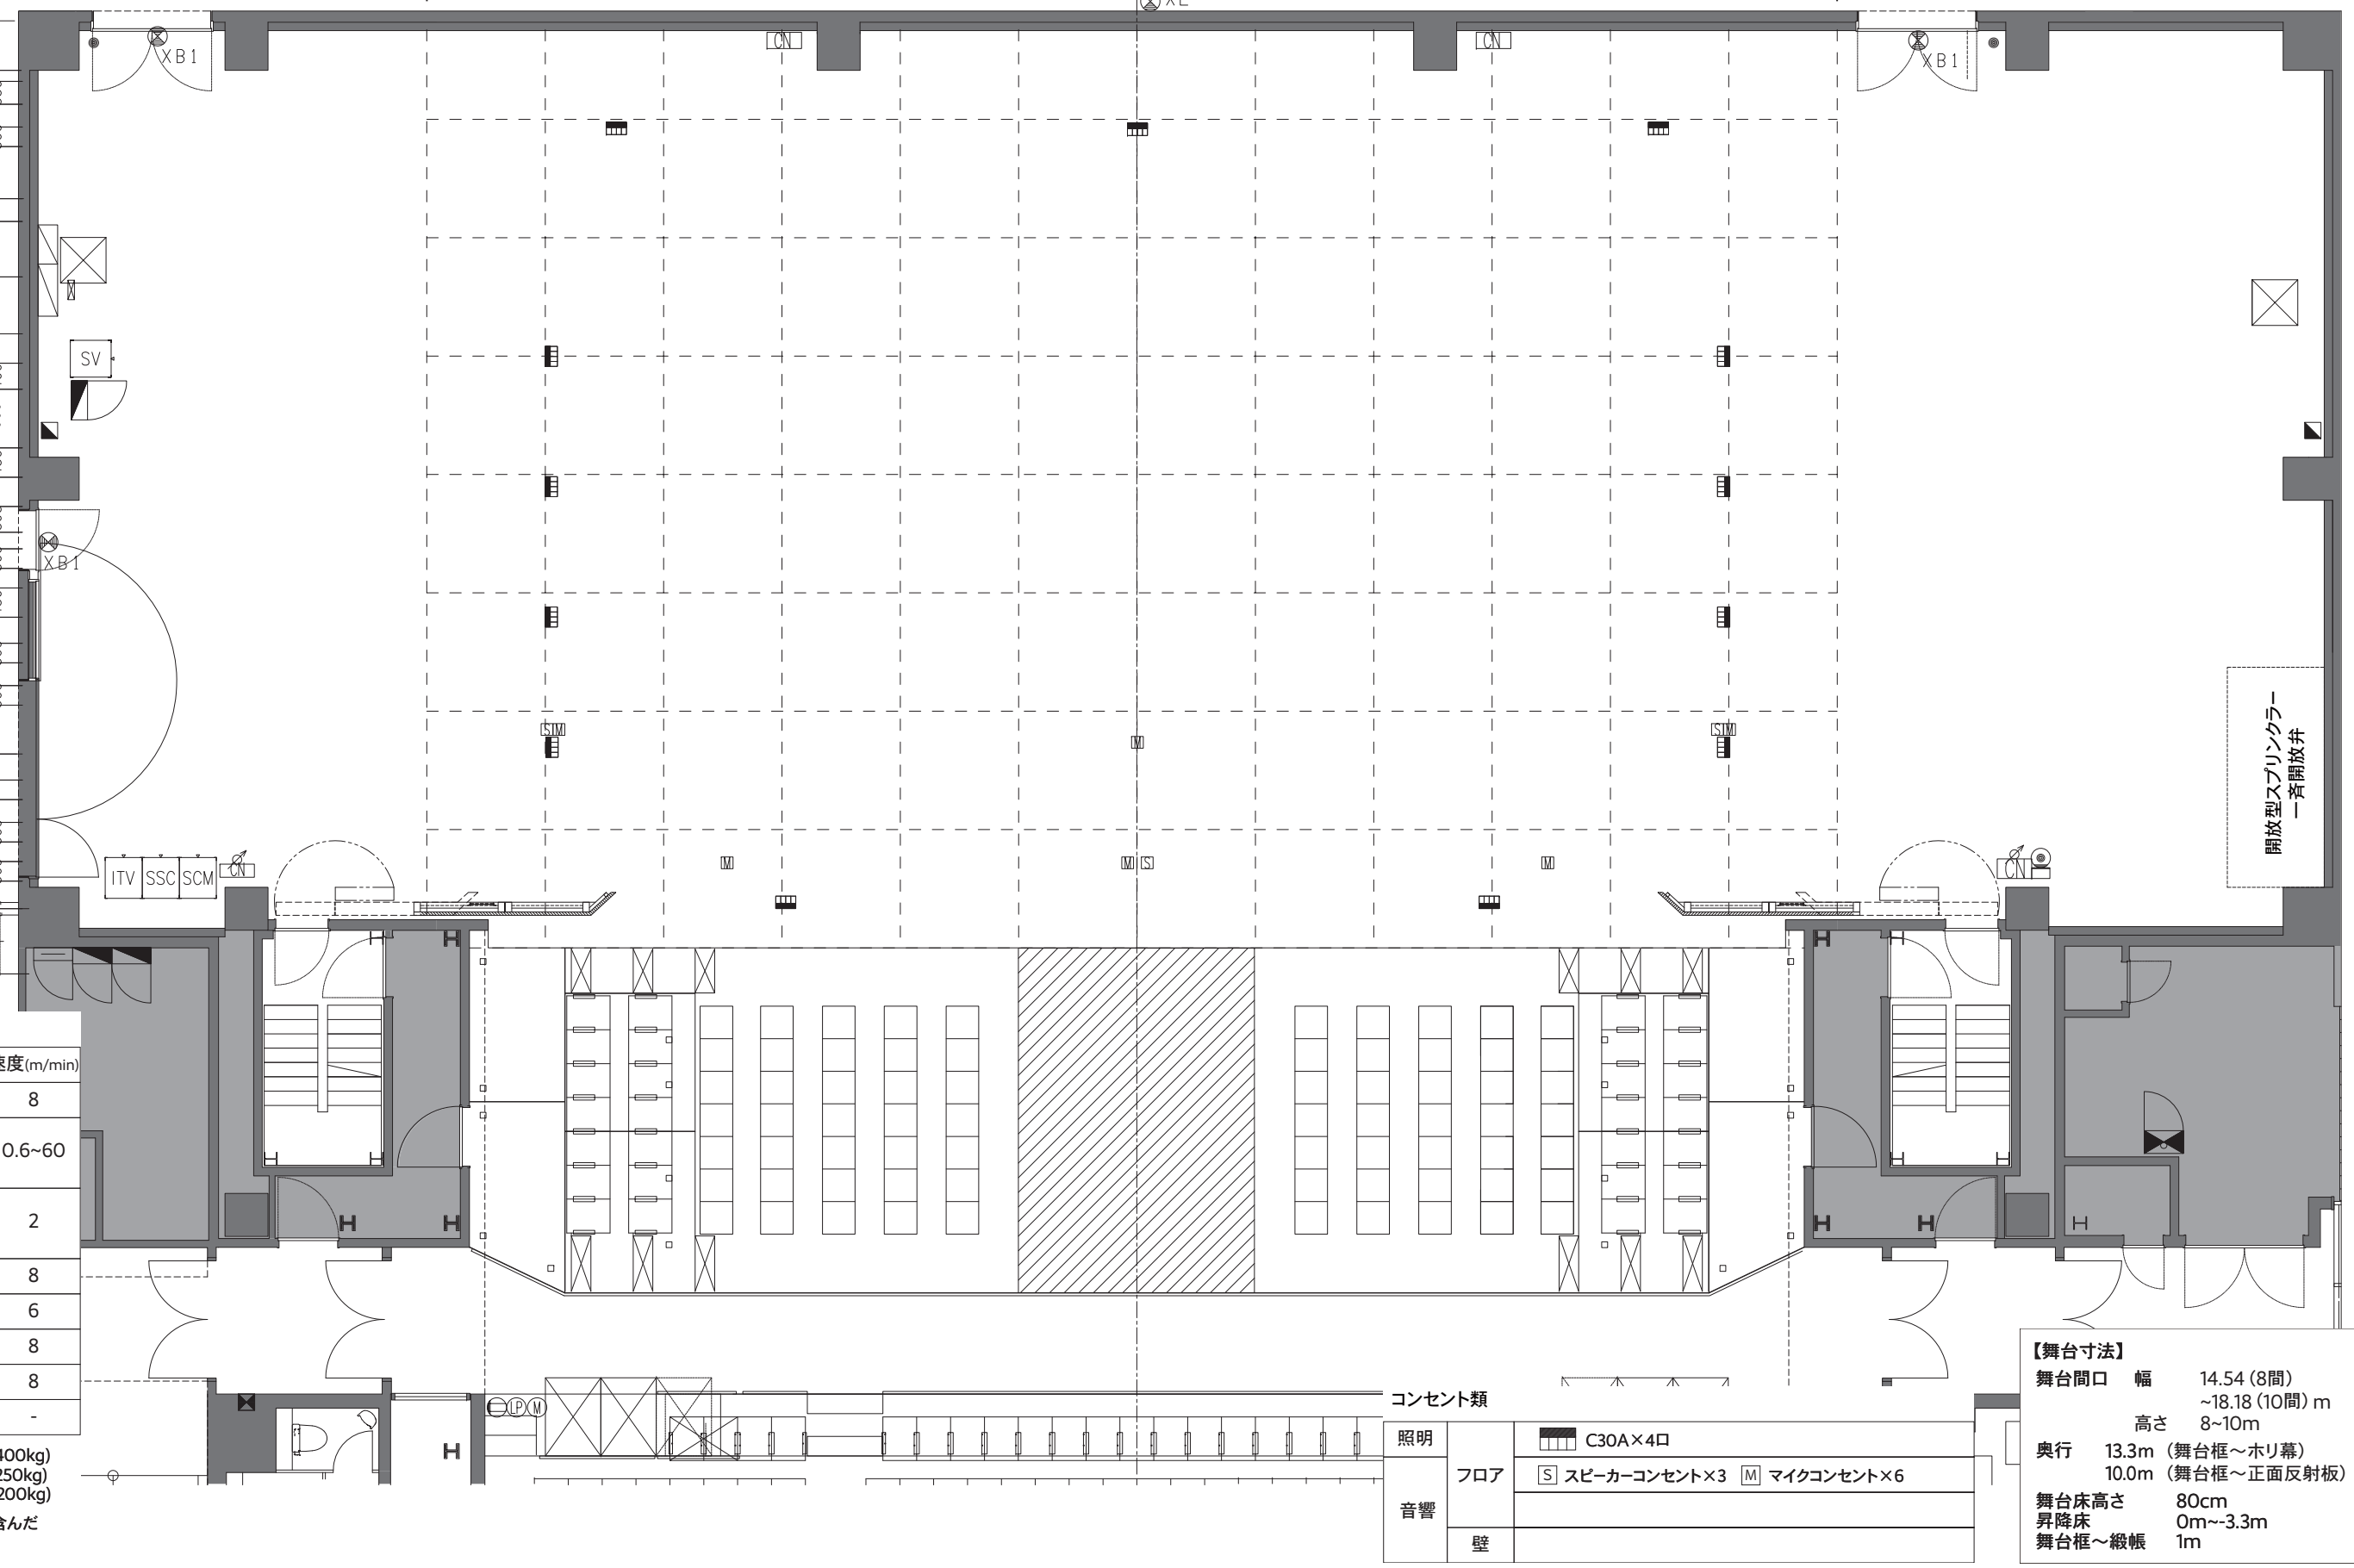 XB1
CN
CN
XB1
SV
XB1
SM
M
SM
開放型スプリンクラー
一斉開放弁
ITV SSC SCM
CN
M
M S
M
CN
速度(m/min)
8
0.6~60
2
8
6
8
8
-
400kg)
250kg)
200kg)
含んだ
LP M
コンセント類
照明
フロア
C30A×4口
音響
S スピーカーコンセント×3 M マイクコンセント×6
壁
【舞台寸法】
舞台間口 幅 14.54 (8間)
~18.18 (10間) m
高さ 8~10m
奥行 13.3m (舞台框～ホリ幕)
10.0m (舞台框～正面反射板)
舞台床高さ 80cm
昇降床 0m~-3.3m
舞台框～緞帳 1m